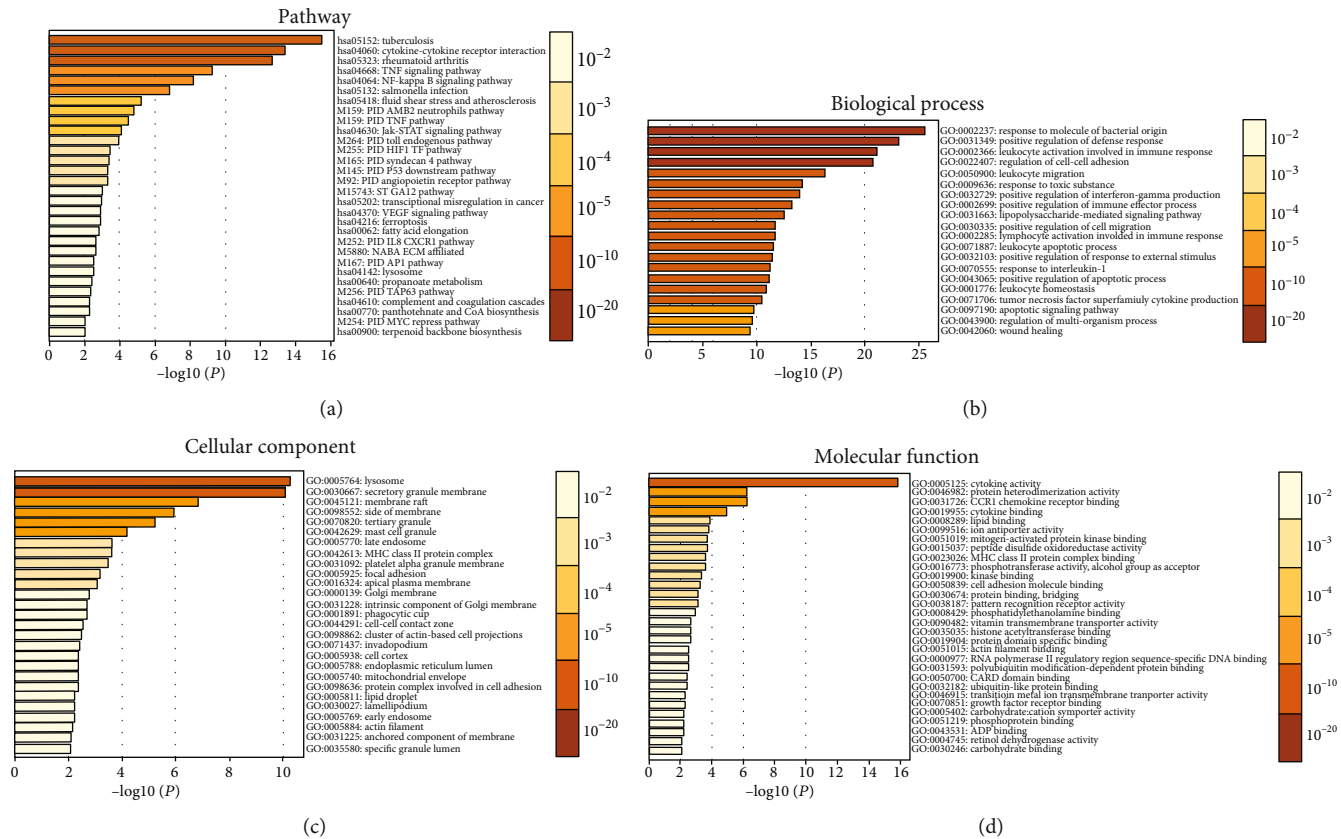 Pathway
hsa05152: tuberculosis
hsa04060: cytokine-cytokine receptor interaction
hsa05323: rheumatoid arthritis
hsa04668: TNF signaling pathway
hsa04064: NF-kappa B signaling pathway
hsa05132: salmonella infection
hsa05418: fluid shear stress and atherosclerosis
M159: PID AMB2 neutrophils pathway
M159: PID TNF pathway
hsa04630: Jak-STAT signaling pathway
M264: PID toll endogenous pathway
M255: PID HIF1 TF pathway
M165: PID syndecan 4 pathway
M145: PID P53 downstream pathway
M92: PID angiopoietin receptor pathway
M15743: ST GA12 pathway
hsa05202: transcriptional misregulation in cancer
hsa04370: VEGF signaling pathway
hsa04216: ferroptosis
hsa00062: fatty acid elongation
M252: PID IL8 CXCR1 pathway
M5880: NABA ECM affiliated
M167: PID AP1 pathway
hsa04142: lysosome
hsa00640: propanoate metabolism
M256: PID TAP63 pathway
hsa04610: complement and coagulation cascades
hsa00770: panthothenate and CoA biosynthesis
M254: PID MYC repress pathway
hsa00900: terpenoid backbone biosynthesis
0 2 4 6 8 10 12 14 16
–log10 (P)
10−2
10−3
10−4
10−5
10−10
10−20
(a)
Biological process
GO:0002237: response to molecule of bacterial origin
GO:0031349: positive regulation of defense response
GO:0002366: leukocyte activation involved in immune response
GO:0022407: regulation of cell-cell adhesion
GO:0050900: leukocyte migration
GO:0009636: response to toxic substance
GO:0032729: positive regulation of interferon-gamma production
GO:0002699: positive regulation of immune effector process
GO:0031663: lipopolysaccharide-mediated signaling pathway
GO:0030335: positive regulation of cell migration
GO:0002285: lymphocyte activation involved in immune response
GO:0071887: leukocyte apoptotic process
GO:0032103: positive regulation of response to external stimulus
GO:0070555: response to interleukin-1
GO:0043065: positive regulation of apoptotic process
GO:0001776: leukocyte homeostasis
GO:0071706: tumor necrosis factor superfamiuly cytokine production
GO:0097190: apoptotic signaling pathway
GO:0043900: regulation of multi-organism process
GO:0042060: wound healing
0 5 10 15 20 25
–log10 (P)
10−2
10−3
10−4
10−5
10−10
10−20
(b)
Cellular component
GO:0005764: lysosome
GO:0030667: secretory granule membrane
GO:0045121: membrane raft
GO:0098552: side of membrane
GO:0070820: tertiary granule
GO:0042629: mast cell granule
GO:0005770: late endosome
GO:0042613: MHC class II protein complex
GO:0031092: platelet alpha granule membrane
GO:0005925: focal adhesion
GO:0016324: apical plasma membrane
GO:0000139: Golgi membrane
GO:0031228: intrinsic component of Golgi membrane
GO:0001891: phagocytic cup
GO:0044291: cell-cell contact zone
GO:0098862: cluster of actin-based cell projections
GO:0071437: invadopodium
GO:0005938: cell cortex
GO:0005788: endoplasmic reticulum lumen
GO:0005740: mitochondrial envelope
GO:0098636: protein complex involved in cell adhesion
GO:0005811: lipid droplet
GO:0030027: lamellipodium
GO:0005769: early endosome
GO:0005884: actin filament
GO:0031225: anchored component of membrane
GO:0035580: specific granule lumen
0 2 4 6 8 10
–log10 (P)
10−2
10−3
10−4
10−5
10−10
10−20
(c)
Molecular function
GO:0005125: cytokine activity
GO:0046982: protein heterodimerization activity
GO:0031726: CCR1 chemokine receptor binding
GO:0019955: cytokine binding
GO:0008289: lipid binding
GO:0099516: ion antiporter activity
GO:0051019: mitogen-activated protein kinase binding
GO:0015037: peptide disulfide oxidoreductase activity
GO:0023026: MHC class II protein complex binding
GO:0016773: phosphotransferase activity, alcohol group as acceptor
GO:0019900: kinase binding
GO:0050839: cell adhesion molecule binding
GO:0030674: protein binding, bridging
GO:0038187: pattern recognition receptor activity
GO:0008429: phosphatidylethanolamine binding
GO:0090482: vitamin transmembrane transporter activity
GO:0035035: histone acetyltransferase binding
GO:0019904: protein domain specific binding
GO:0051015: actin filament binding
GO:0000977: RNA polymerase II regulatory region sequence-specific DNA binding
GO:0031593: polyubiquitin modification-dependent protein binding
GO:0050700: CARD domain binding
GO:0032182: ubiquitin-like protein binding
GO:0046915: transition metal ion transmembrane tranporter activity
GO:0070851: growth factor receptor binding
GO:0005402: carbohydrate:cation symporter activity
GO:0051219: phosphoprotein binding
GO:0043531: ADP binding
GO:0004745: retinol dehydrogenase activity
GO:0030246: carbohydrate binding
0 2 4 6 8 10 12 14 16
–log10 (P)
10−2
10−3
10−4
10−5
10−10
10−20
(d)